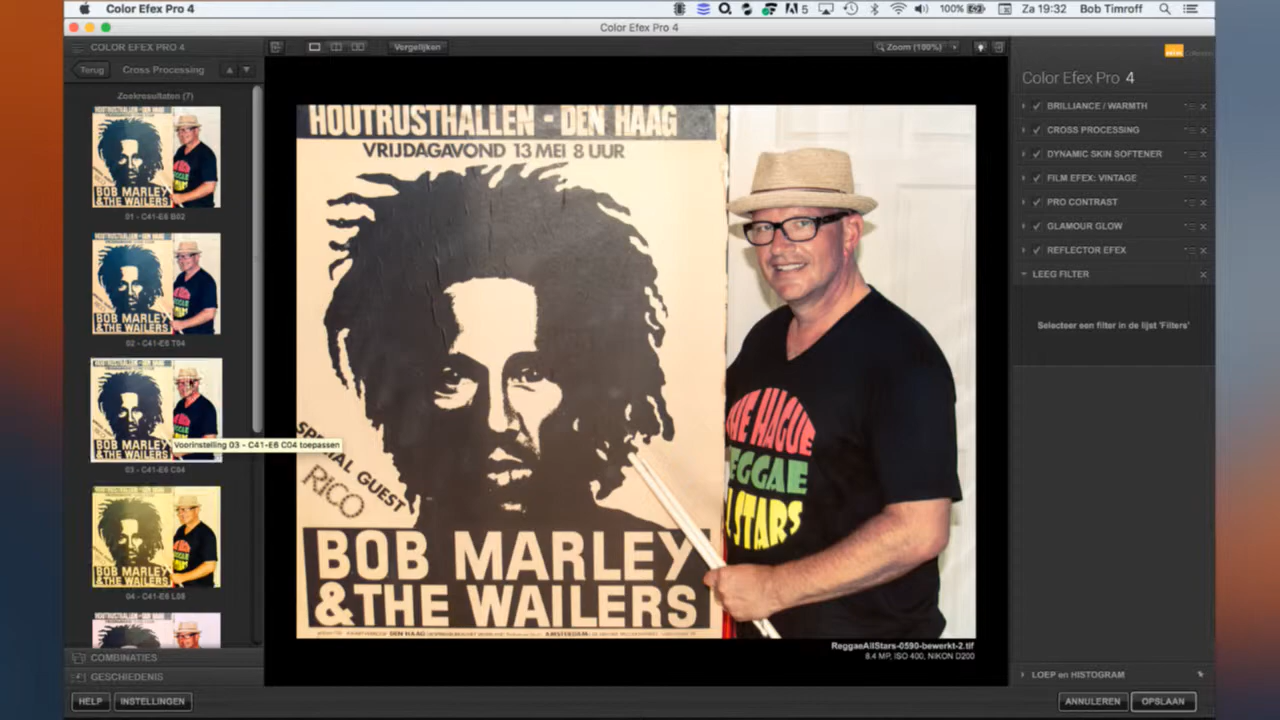 Color Efex Pro 4
5
100%
Za 19:32
Bob Timroff
Color Efex Pro 4
COLOR EFEX PRO 4
Vergelijken
Zoom (100%)
Terug
Cross Processing
Zoekresultaten (7)
01 - C41-E6 B02
02 - C41-E6 T04
03 - C41-E6 C04
Voorinstelling 03 - C41-E6 C04 toepassen
04 - C41-E6 L08
COMBINATIES
GESCHIEDENIS
HELP
INSTELLINGEN
HOUTRUSTHALLEN - DEN HAAG
VRIJDAGAVOND 13 MEI 8 UUR
SPECIAL GUEST
RICO
BOB MARLEY
& THE WAILERS
THE HAGUE
REGGAE
ALL STARS
ReggaeAllStars-0590-bewerkt-2.tif
8.4 MP, ISO 400, NIKON D200
Color Efex Pro 4
BRILLIANCE / WARMTH
CROSS PROCESSING
DYNAMIC SKIN SOFTENER
FILM EFEX: VINTAGE
PRO CONTRAST
GLAMOUR GLOW
REFLECTOR EFEX
LEEG FILTER
Selecteer een filter in de lijst 'Filters'
LOEP en HISTOGRAM
ANNULEREN
OPSLAAN